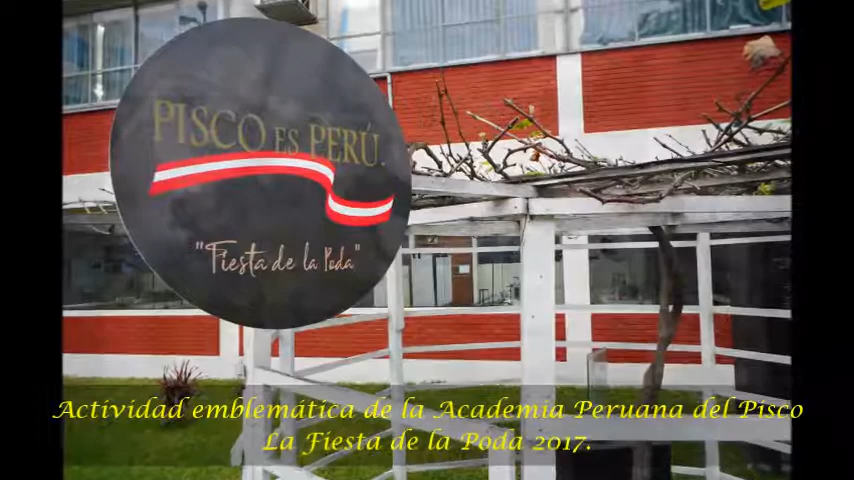 PISCO ES PERÚ
"Fiesta de la Poda"
Actividad emblemática de la Academia Peruana del Pisco
La Fiesta de la Poda 2017.